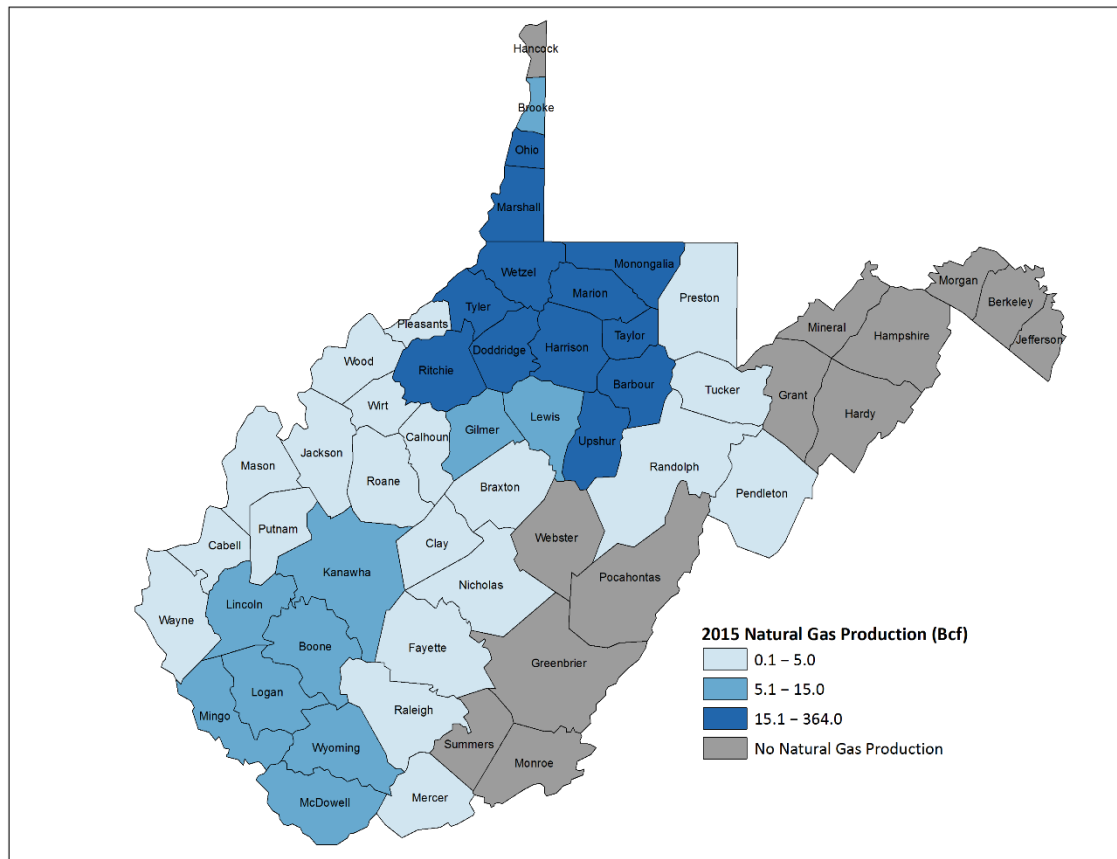 Hancock
Brooke
Ohio
Marshall
Wetzel
Monongalia
Marion
Preston
Tyler
Pleasants
Taylor
Doddridge
Harrison
Wood
Ritchie
Barbour
Wirt
Tucker
Lewis
Gilmer
Calhoun
Upshur
Morgan
Berkeley
Jefferson
Mineral
Hampshire
Grant
Hardy
Jackson
Mason
Roane
Randolph
Braxton
Pendleton
Putnam
Webster
Cabell
Clay
Kanawha
Pocahontas
Nicholas
Lincoln
Wayne
Boone
Fayette
Greenbrier
Logan
Raleigh
Mingo
Summers
Wyoming
Monroe
Mercer
McDowell
2015 Natural Gas Production (Bcf)
0.1 – 5.0
5.1 – 15.0
15.1 – 364.0
No Natural Gas Production